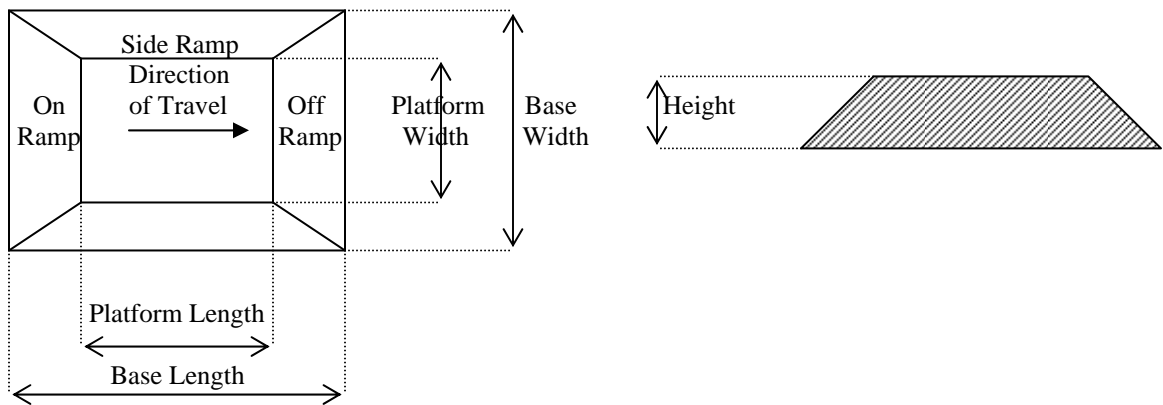 Side Ramp
Direction
of Travel
On
Ramp
Off
Ramp
Platform
Width
Base
Width
Height
Platform Length
Base Length